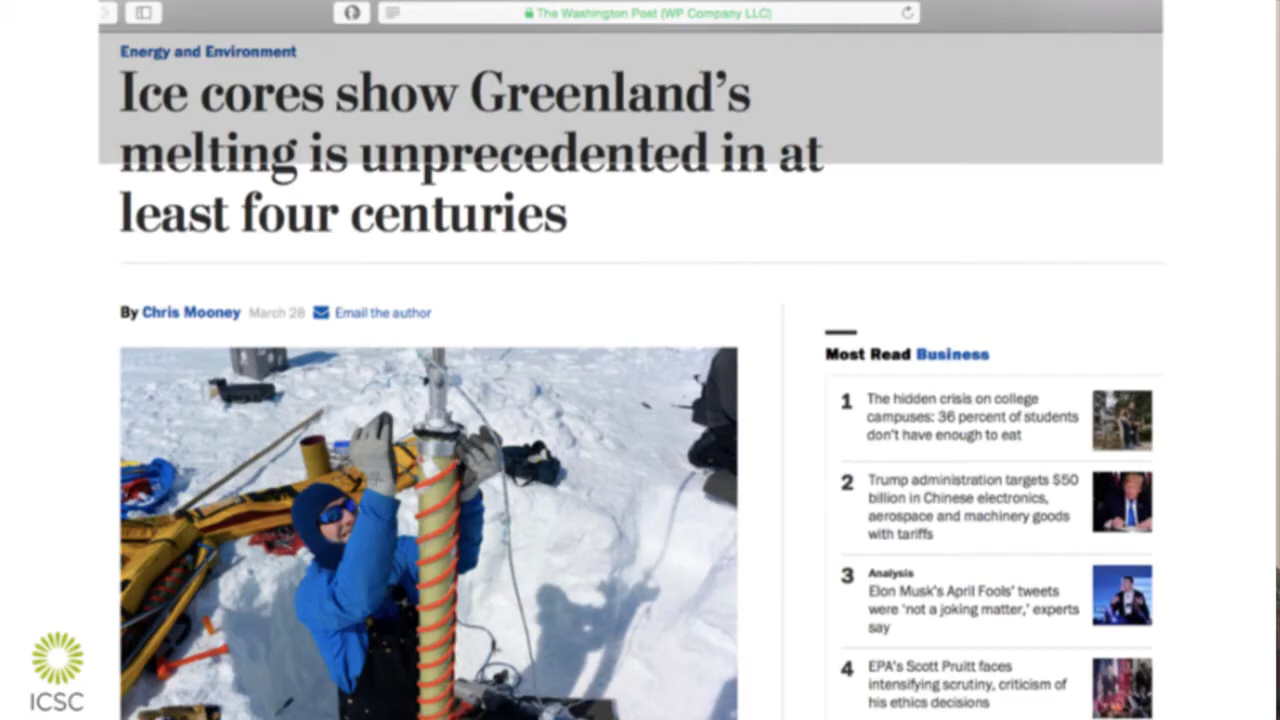 The Washington Post (WP Company LLC)
Energy and Environment
Ice cores show Greenland's
melting is unprecedented in at
least four centuries
By Chris Mooney March 28 Email the author
Most Read Business
1 The hidden crisis on college
campuses: 36 percent of students
don't have enough to eat
2 Trump administration targets $50
billion in Chinese electronics,
aerospace and machinery goods
with tariffs
3 Analysis
Elon Musk's April Fools' tweets
were 'not a joking matter,' experts
say
4 EPA's Scott Pruitt faces
intensifying scrutiny, criticism of
his ethics decisions
ICSC